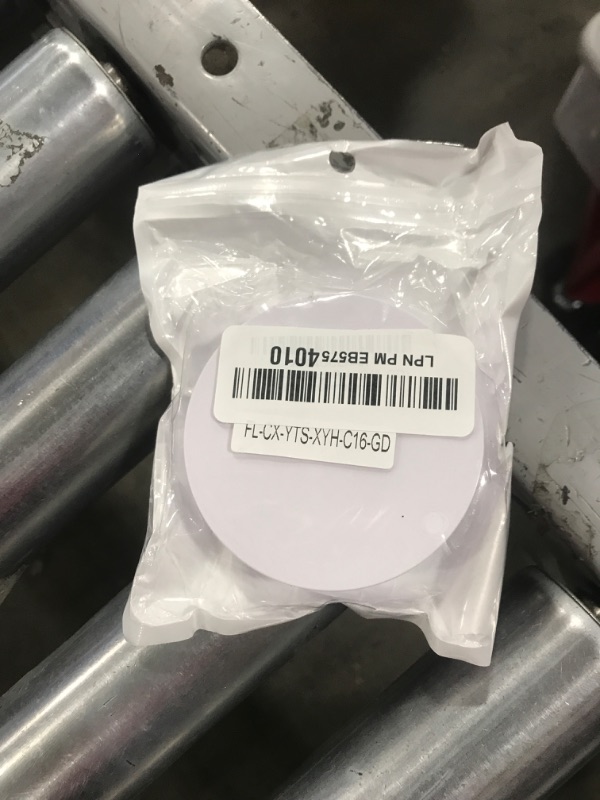 LPN PM EB5754010
FL-CX-YTS-XYH-C16-GD